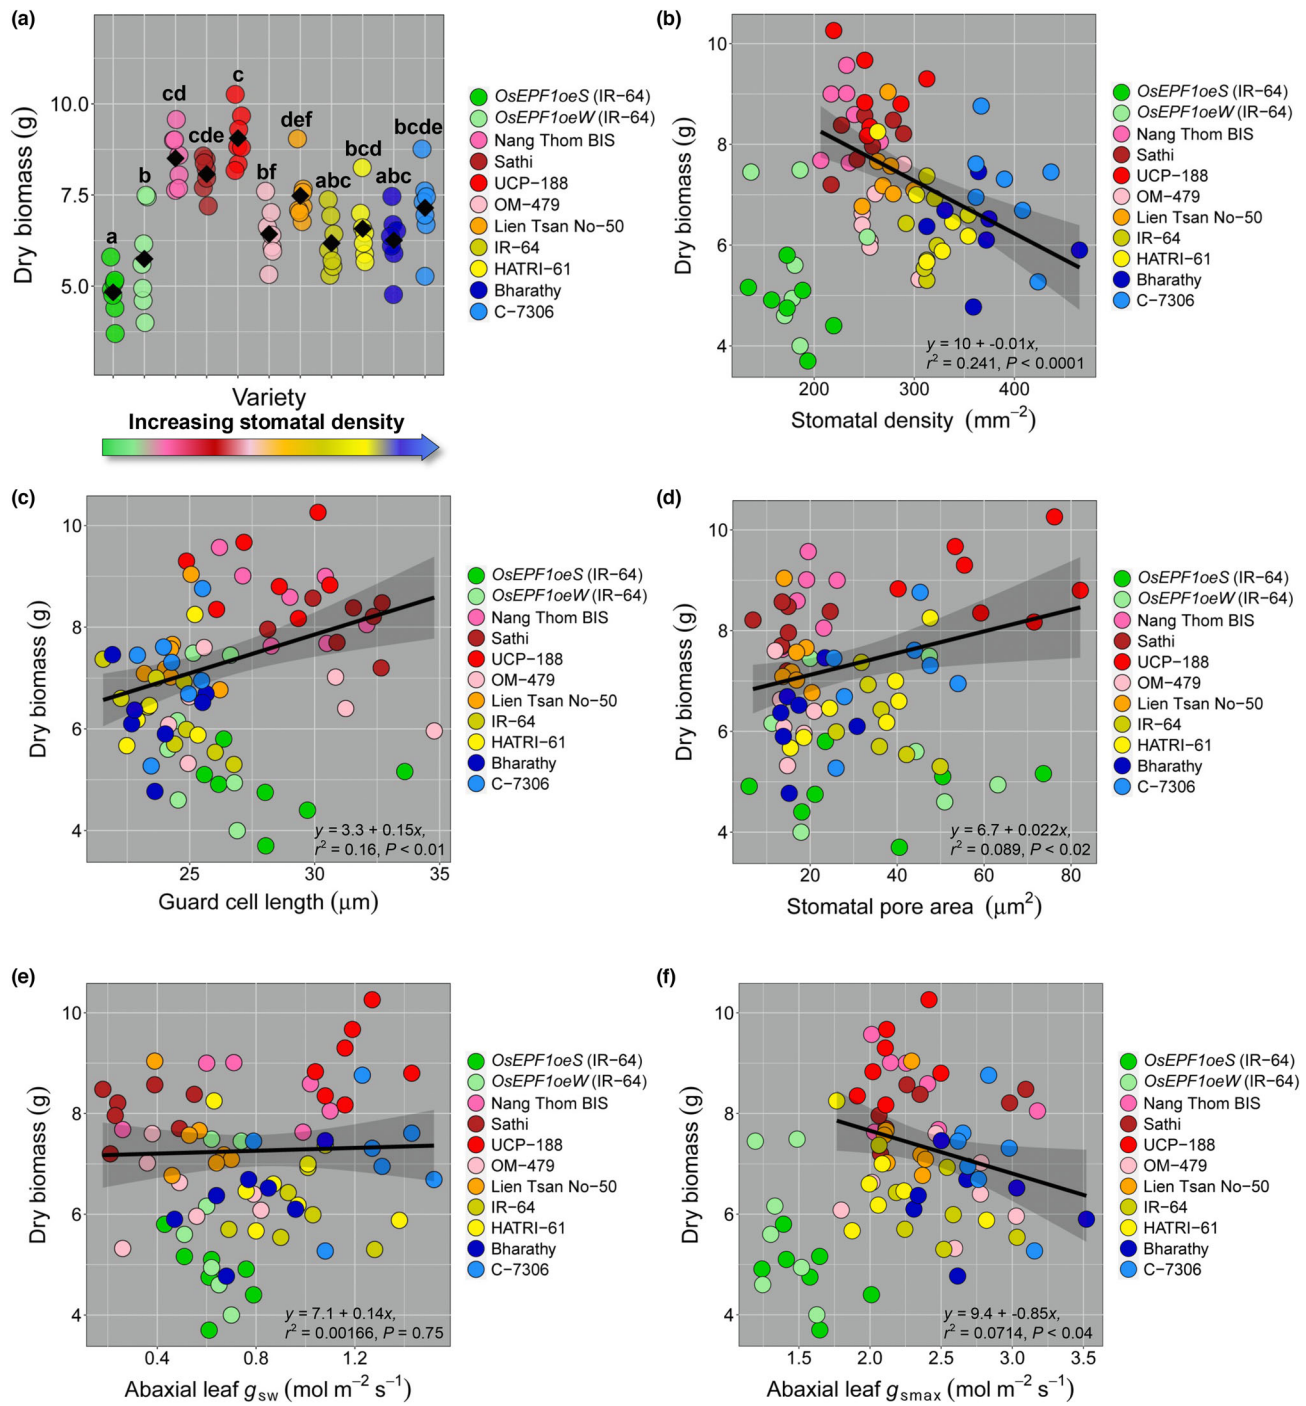 (a)
Dry biomass (g)
10.0
7.5
5.0
a
b
cd
cde
c
bf
def
abc
bcd
abc
bcde
Variety
Increasing stomatal density
OsEPF1oeS (IR−64)
OsEPF1oeW (IR−64)
Nang Thom BIS
Sathi
UCP−188
OM−479
Lien Tsan No−50
IR−64
HATRI−61
Bharathy
C−7306
(b)
Dry biomass (g)
10
8
6
4
y = 10 + -0.01x,
r² = 0.241, P < 0.0001
200 300 400
Stomatal density (mm⁻²)
OsEPF1oeS (IR−64)
OsEPF1oeW (IR−64)
Nang Thom BIS
Sathi
UCP−188
OM−479
Lien Tsan No−50
IR−64
HATRI−61
Bharathy
C−7306
(c)
Dry biomass (g)
10
8
6
4
y = 3.3 + 0.15x,
r² = 0.16, P < 0.01
25 30 35
Guard cell length (μm)
OsEPF1oeS (IR−64)
OsEPF1oeW (IR−64)
Nang Thom BIS
Sathi
UCP−188
OM−479
Lien Tsan No−50
IR−64
HATRI−61
Bharathy
C−7306
(d)
Dry biomass (g)
10
8
6
4
y = 6.7 + 0.022x,
r² = 0.089, P < 0.02
20 40 60 80
Stomatal pore area (μm²)
OsEPF1oeS (IR−64)
OsEPF1oeW (IR−64)
Nang Thom BIS
Sathi
UCP−188
OM−479
Lien Tsan No−50
IR−64
HATRI−61
Bharathy
C−7306
(e)
Dry biomass (g)
10
8
6
4
y = 7.1 + 0.14x,
r² = 0.00166, P = 0.75
0.4 0.8 1.2
Abaxial leaf gsw (mol m⁻² s⁻¹)
OsEPF1oeS (IR−64)
OsEPF1oeW (IR−64)
Nang Thom BIS
Sathi
UCP−188
OM−479
Lien Tsan No−50
IR−64
HATRI−61
Bharathy
C−7306
(f)
Dry biomass (g)
10
8
6
4
y = 9.4 + -0.85x,
r² = 0.0714, P < 0.04
1.5 2.0 2.5 3.0 3.5
Abaxial leaf gsmax (mol m⁻² s⁻¹)
OsEPF1oeS (IR−64)
OsEPF1oeW (IR−64)
Nang Thom BIS
Sathi
UCP−188
OM−479
Lien Tsan No−50
IR−64
HATRI−61
Bharathy
C−7306